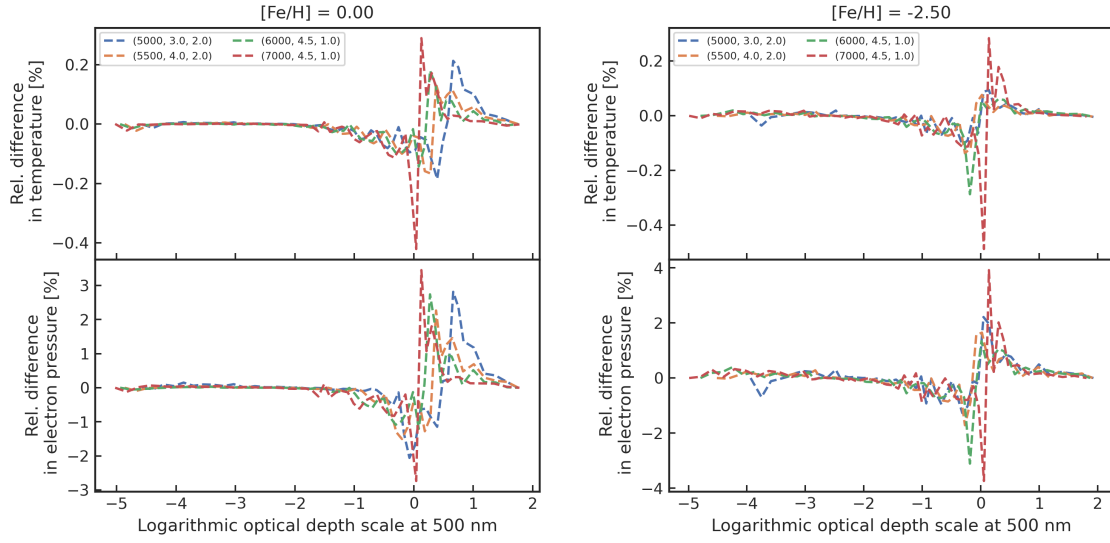 [Fe/H] = 0.00
(5000, 3.0, 2.0) (6000, 4.5, 1.0)
(5500, 4.0, 2.0) (7000, 4.5, 1.0)
Rel. difference
in temperature [%]
0.2
0.0
−0.2
−0.4
Rel. difference
in electron pressure [%]
3
2
1
0
−1
−2
−3
−5 −4 −3 −2 −1 0 1 2
Logarithmic optical depth scale at 500 nm
[Fe/H] = -2.50
(5000, 3.0, 2.0) (6000, 4.5, 1.0)
(5500, 4.0, 2.0) (7000, 4.5, 1.0)
Rel. difference
in temperature [%]
0.2
0.0
−0.2
−0.4
Rel. difference
in electron pressure [%]
4
2
0
−2
−4
−5 −4 −3 −2 −1 0 1 2
Logarithmic optical depth scale at 500 nm